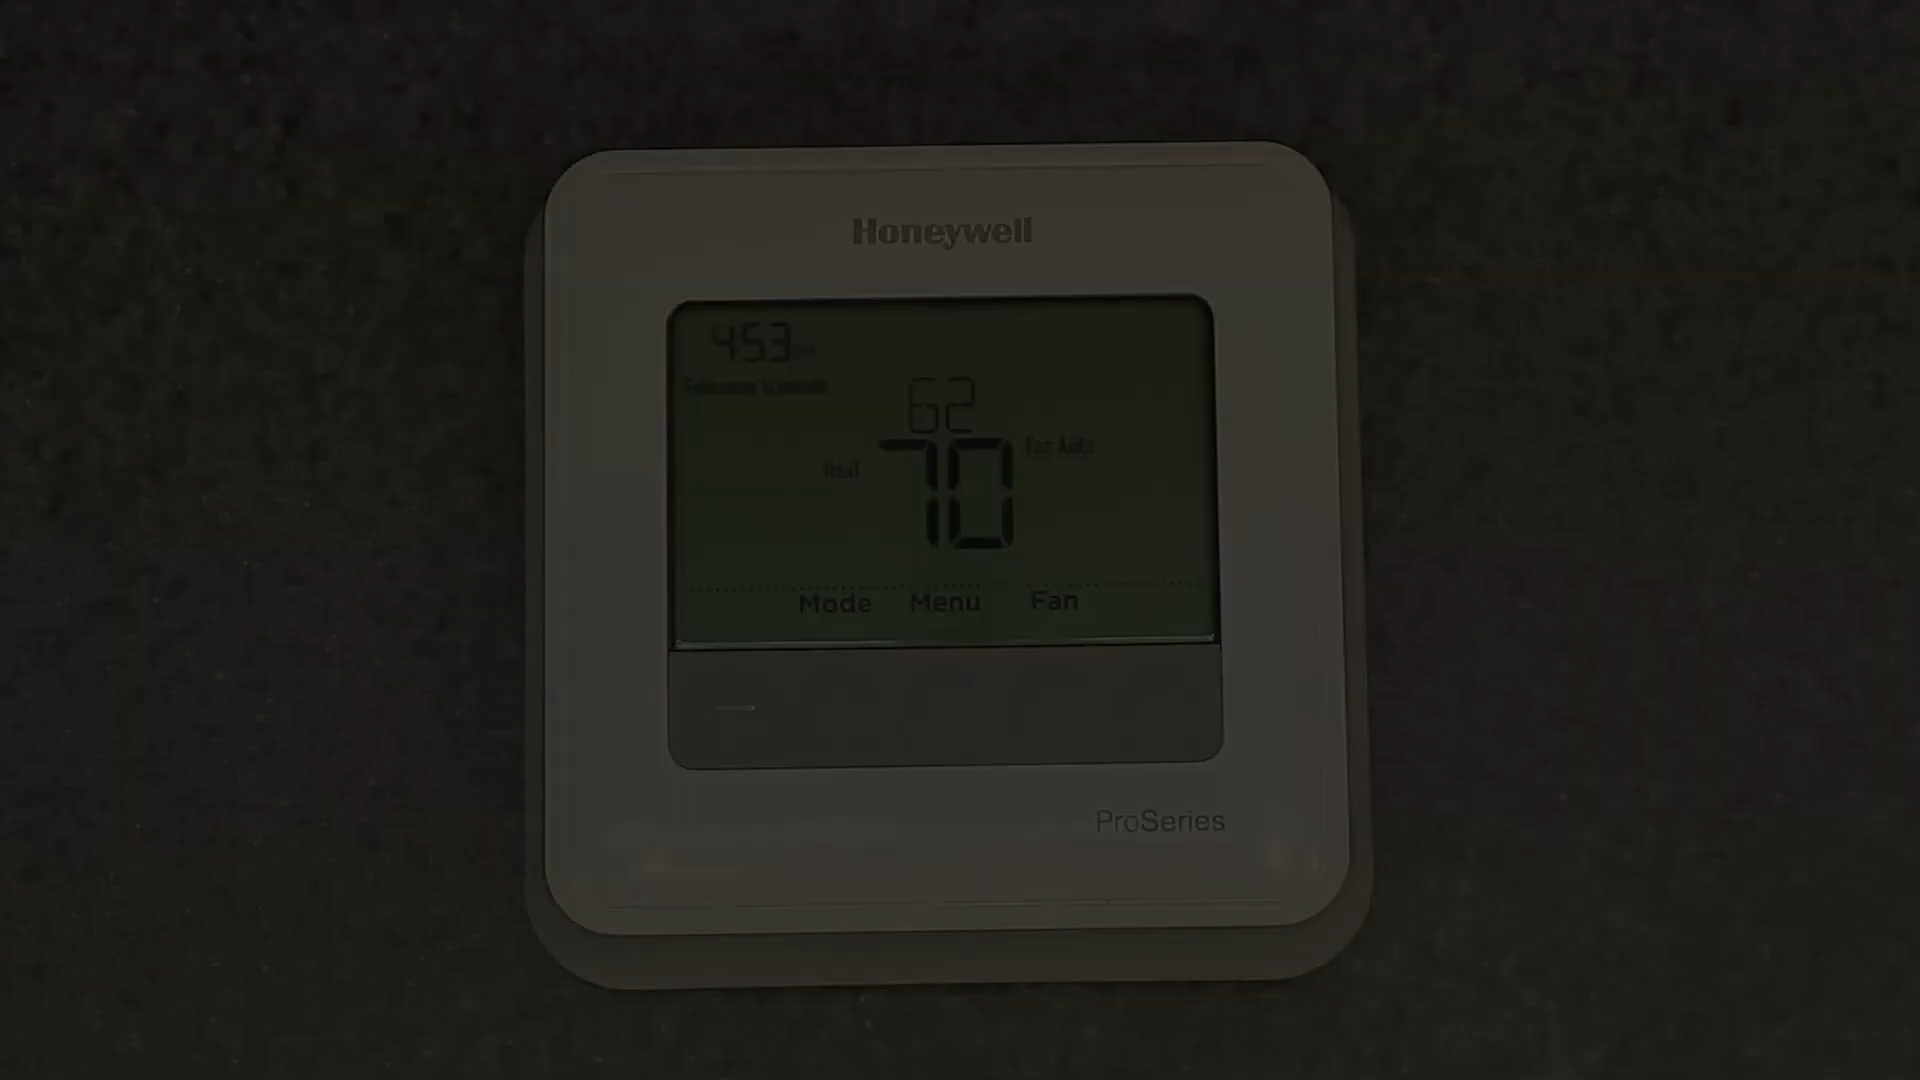 Honeywell
4:53
Following Schedule
62
Heat 70 Fan Auto
Mode Menu Fan
ProSeries